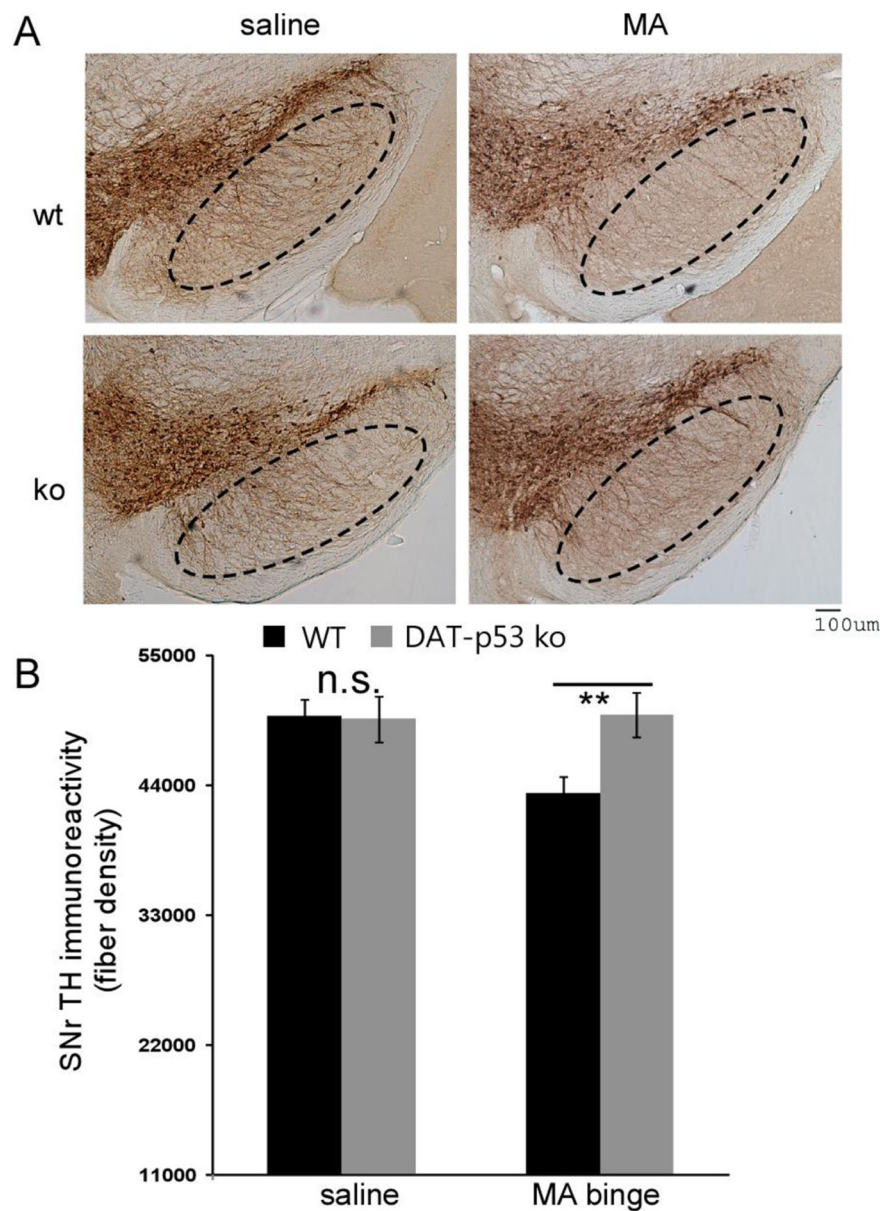 A
saline
MA
wt
ko
100um
WT
DAT-p53 ko
B
SNr TH immunoreactivity
(fiber density)
55000
44000
33000
22000
11000
n.s.
**
saline
MA binge